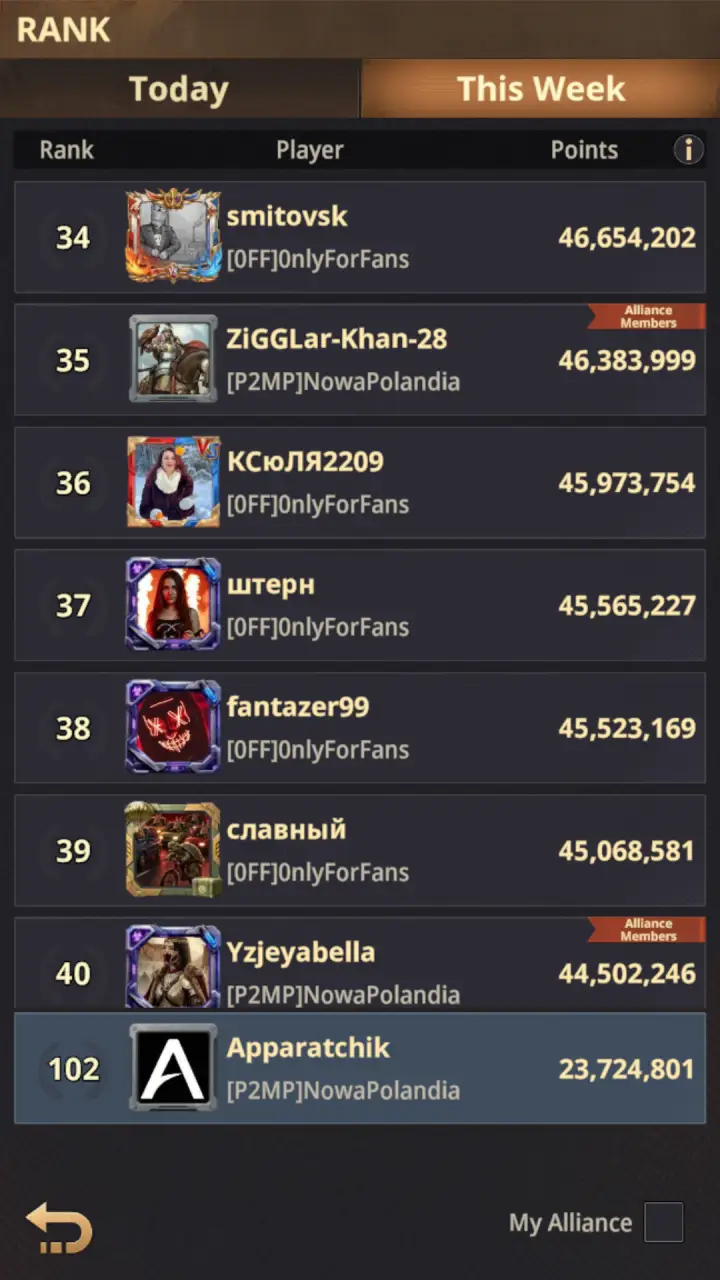 RANK
Today
This Week
Rank
Player
Points
i
34
smitovsk
[0FF]0nlyForFans
46,654,202
Alliance
Members
35
ZiGGLar-Khan-28
[P2MP]NowaPolandia
46,383,999
36
КСюЛЯ2209
[0FF]0nlyForFans
45,973,754
37
штерн
[0FF]0nlyForFans
45,565,227
38
fantazer99
[0FF]0nlyForFans
45,523,169
39
славный
[0FF]0nlyForFans
45,068,581
Alliance
Members
40
Yzjeyabella
[P2MP]NowaPolandia
44,502,246
102
A
Apparatchik
[P2MP]NowaPolandia
23,724,801
My Alliance